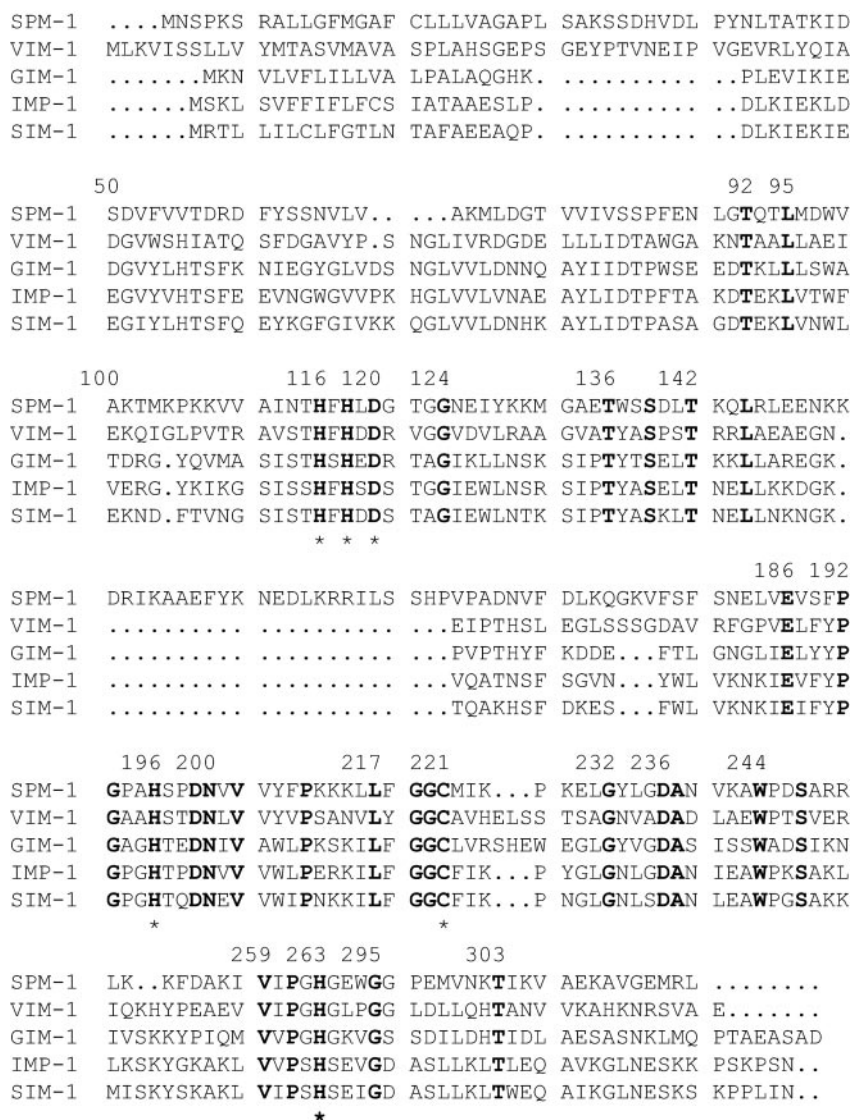 SPM-1 ....MNSPKS RALLGFMGAF CLLLVAGAPL SAKSSDHVDL PYNLTATKID
VIM-1 MLKVISSLLV YMTASVMAVA SPLAHSGEPS GEYPTVNEIP VGEVRLYQIA
GIM-1 .......MKN VLVFLILLVA LPALAQGHK. .......... ..PLEVIKIE
IMP-1 ......MSKL SVFFIFLFCS IATAAESLP. .......... ..DLKIEKLD
SIM-1 ......MRTL LILCLFGTLN TAFAEEAQP. .......... ..DLKIEKIE
50 92 95
SPM-1 SDVFVVTDRD FYSSNVLV.. ...AKMLDGT VVIVSSPFEN LGTQTLMDWV
VIM-1 DGVWSHIATQ SFDGAVYP.S NGLIVRDGDE LLLIDTAWGA KNTAALLAEI
GIM-1 DGVYLHTSFK NIEGYGLVDS NGLVVLDNNQ AYIIDTPWSE EDTKLLLSWA
IMP-1 EGVYVHTSFE EVNGWGVVPK HGLVVLVNAE AYLIDTPFTA KDTEKLVTWF
SIM-1 EGIYLHTSFQ EYKGFGIVKK QGLVVLDNHK AYLIDTPASA GDTEKLVNWL
100 116 120 124 136 142
SPM-1 AKTMKPKKVV AINTHFHLDG TGGNEIYKKM GAETWSSDLT KQLRLEENKK
VIM-1 EKQIGLPVTR AVSTHFHDDR VGGVDVLRAA GVATYASPST RRLAEAEGN.
GIM-1 TDRG.YQVMA SISTHSHEDR TAGIKLLNSK SIPTYTSELT KKLLAREGK.
IMP-1 VERG.YKIKG SISSHFHSDS TGGIEWLNSR SIPTYASELT NELLKKDGK.
SIM-1 EKND.FTVNG SISTHFHDDS TAGIEWLNTK SIPTYASKLT NELLNKNGK.
* * *
186 192
SPM-1 DRIKAAEFYK NEDLKRRILS SHPVPADNVF DLKQGKVFSF SNELVEVSFP
VIM-1 .......... .......... ...EIPTHSL EGLSSSGDAV RFGPVELFYP
GIM-1 .......... .......... ...PVPTHYF KDDE...FTL GNGLIELYYP
IMP-1 .......... .......... ...VQATNSF SGVN...YWL VKNKIEVFYP
SIM-1 .......... .......... ...TQAKHSF DKES...FWL VKNKIEIFYP
196 200 217 221 232 236 244
SPM-1 GPAHSPDNVV VYFPKKKLLF GGCMIK...P KELGYLGDAN VKAWPDSARR
VIM-1 GAAHSTDNLV VYVPSANVLY GGCAVHELSS TSAGNVADAD LAEWPTSVER
GIM-1 GAGHTEDNIV AWLPKSKILF GGCLVRSHEW EGLGYVGDAS ISSWADSIKN
IMP-1 GPGHTPDNVV VWLPERKILF GGCFIK...P YGLGNLGDAN IEAWPKSAKL
SIM-1 GPGHTQDNEV VWIPNKKILF GGCFIK...P NGLGNLSDAN LEAWPGSAKK
* *
259 263 295 303
SPM-1 LK..KFDAKI VIPGHGEWGG PEMVNKTIKV AEKAVGEMRL ........
VIM-1 IQKHYPEAEV VIPGHGLPGG LDLLQHTANV VKAHKNRSVA E.......
GIM-1 IVSKKYPIQM VVPGHGKVGS SDILDHTIDL AESASNKLMQ PTAEASAD
IMP-1 LKSKYGKAKL VVPSHSEVGD ASLLKLTLEQ AVKGLNESKK PSKPSN..
SIM-1 MISKYSKAKL VIPSHSEIGD ASLLKLTWEQ AIKGLNESKS KPPLIN..
*